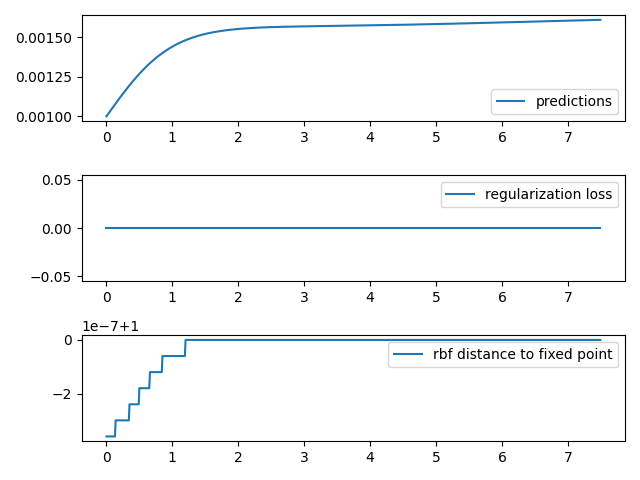 0.00150
0.00125
0.00100
predictions
0 1 2 3 4 5 6 7
0.05
0.00
−0.05
regularization loss
0 1 2 3 4 5 6 7
1e−7+1
0
−2
rbf distance to fixed point
0 1 2 3 4 5 6 7